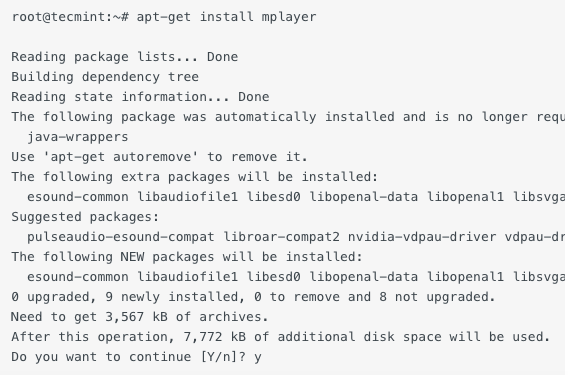 root@tecmint:~# apt-get install mplayer
Reading package lists... Done
Building dependency tree
Reading state information... Done
The following package was automatically installed and is no longer requ
java-wrappers
Use 'apt-get autoremove' to remove it.
The following extra packages will be installed:
esound-common libaudiofile1 libesd0 libopenal-data libopenal1 libsvga
Suggested packages:
pulseaudio-esound-compat libroar-compat2 nvidia-vdpau-driver vdpau-dr
The following NEW packages will be installed:
esound-common libaudiofile1 libesd0 libopenal-data libopenal1 libsvga
0 upgraded, 9 newly installed, 0 to remove and 8 not upgraded.
Need to get 3,567 kB of archives.
After this operation, 7,772 kB of additional disk space will be used.
Do you want to continue [Y/n]? y